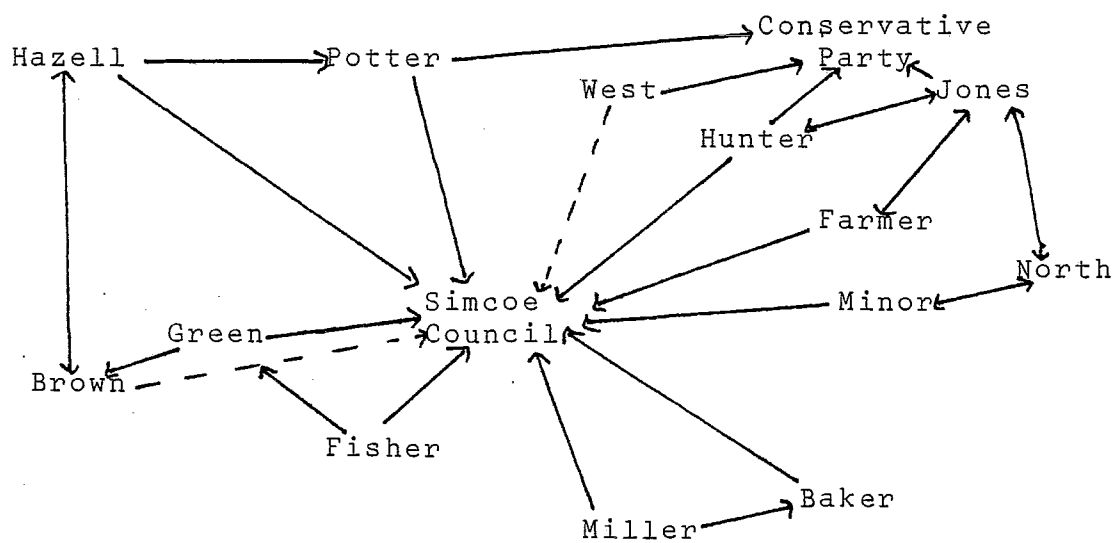 Conservative
Party
Hazell
Potter
West
Jones
Hunter
Farmer
North
Simcoe
Council
Minor
Green
Brown
Fisher
Baker
Miller